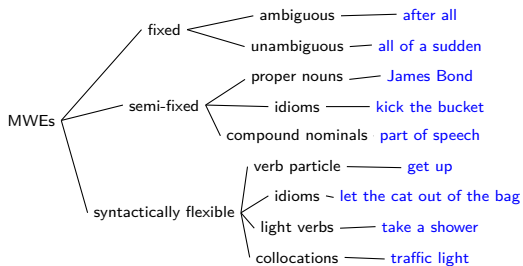 ambiguous after all
fixed
unambiguous all of a sudden
proper nouns James Bond
MWEs semi-fixed idioms kick the bucket
compound nominals part of speech
verb particle get up
idioms let the cat out of the bag
syntactically flexible
light verbs take a shower
collocations traffic light